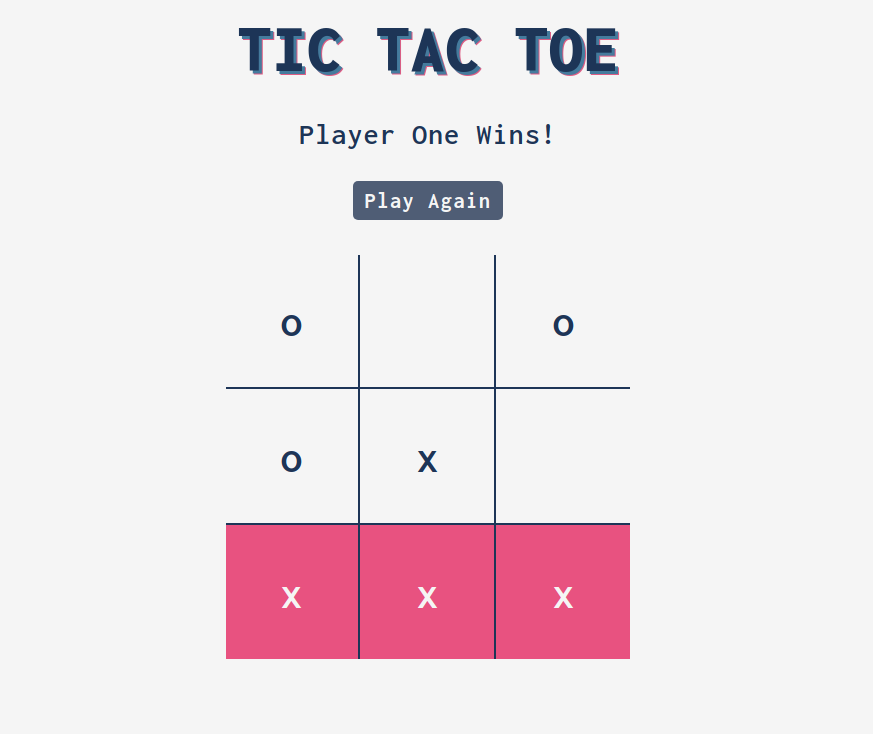 TIC TAC TOE
Player One Wins!
Play Again
O O
O X
X X X